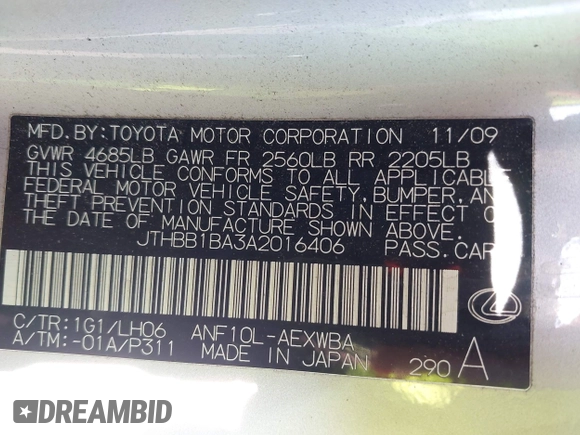 MFD.BY:TOYOTA MOTOR CORPORATION 11/09
GVWR 4685LB GAWR FR 2560LB RR 2205LB
THIS VEHICLE CONFORMS TO ALL APPLICABLE
FEDERAL MOTOR VEHICLE SAFETY, BUMPER, AND
THEFT PREVENTION STANDARDS IN EFFECT O
THE DATE OF MANUFACTURE SHOWN ABOVE.
JTHBB1BA3A2016406 PASS.CAR
C/TR:1G1/LH06 ANF10L-AEXWBA
A/TM:-01A/P311 MADE IN JAPAN 290 A
DREAMBID